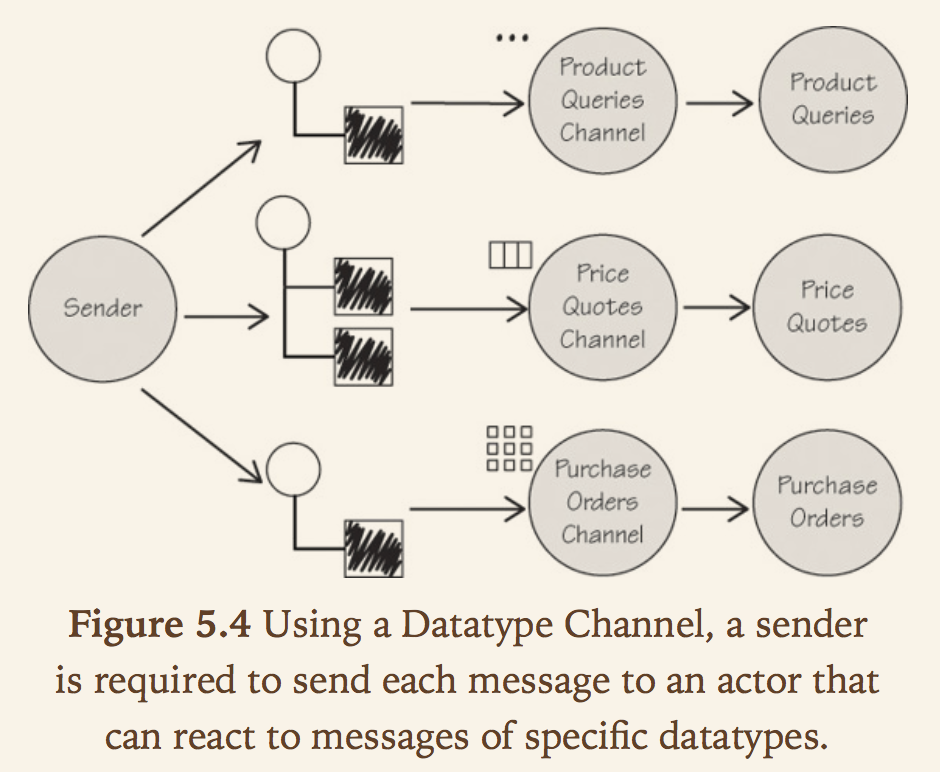 Product
Queries
Channel
Product
Queries
Sender
Price
Quotes
Channel
Price
Quotes
Purchase
Orders
Channel
Purchase
Orders
Figure 5.4 Using a Datatype Channel, a sender
is required to send each message to an actor that
can react to messages of specific datatypes.